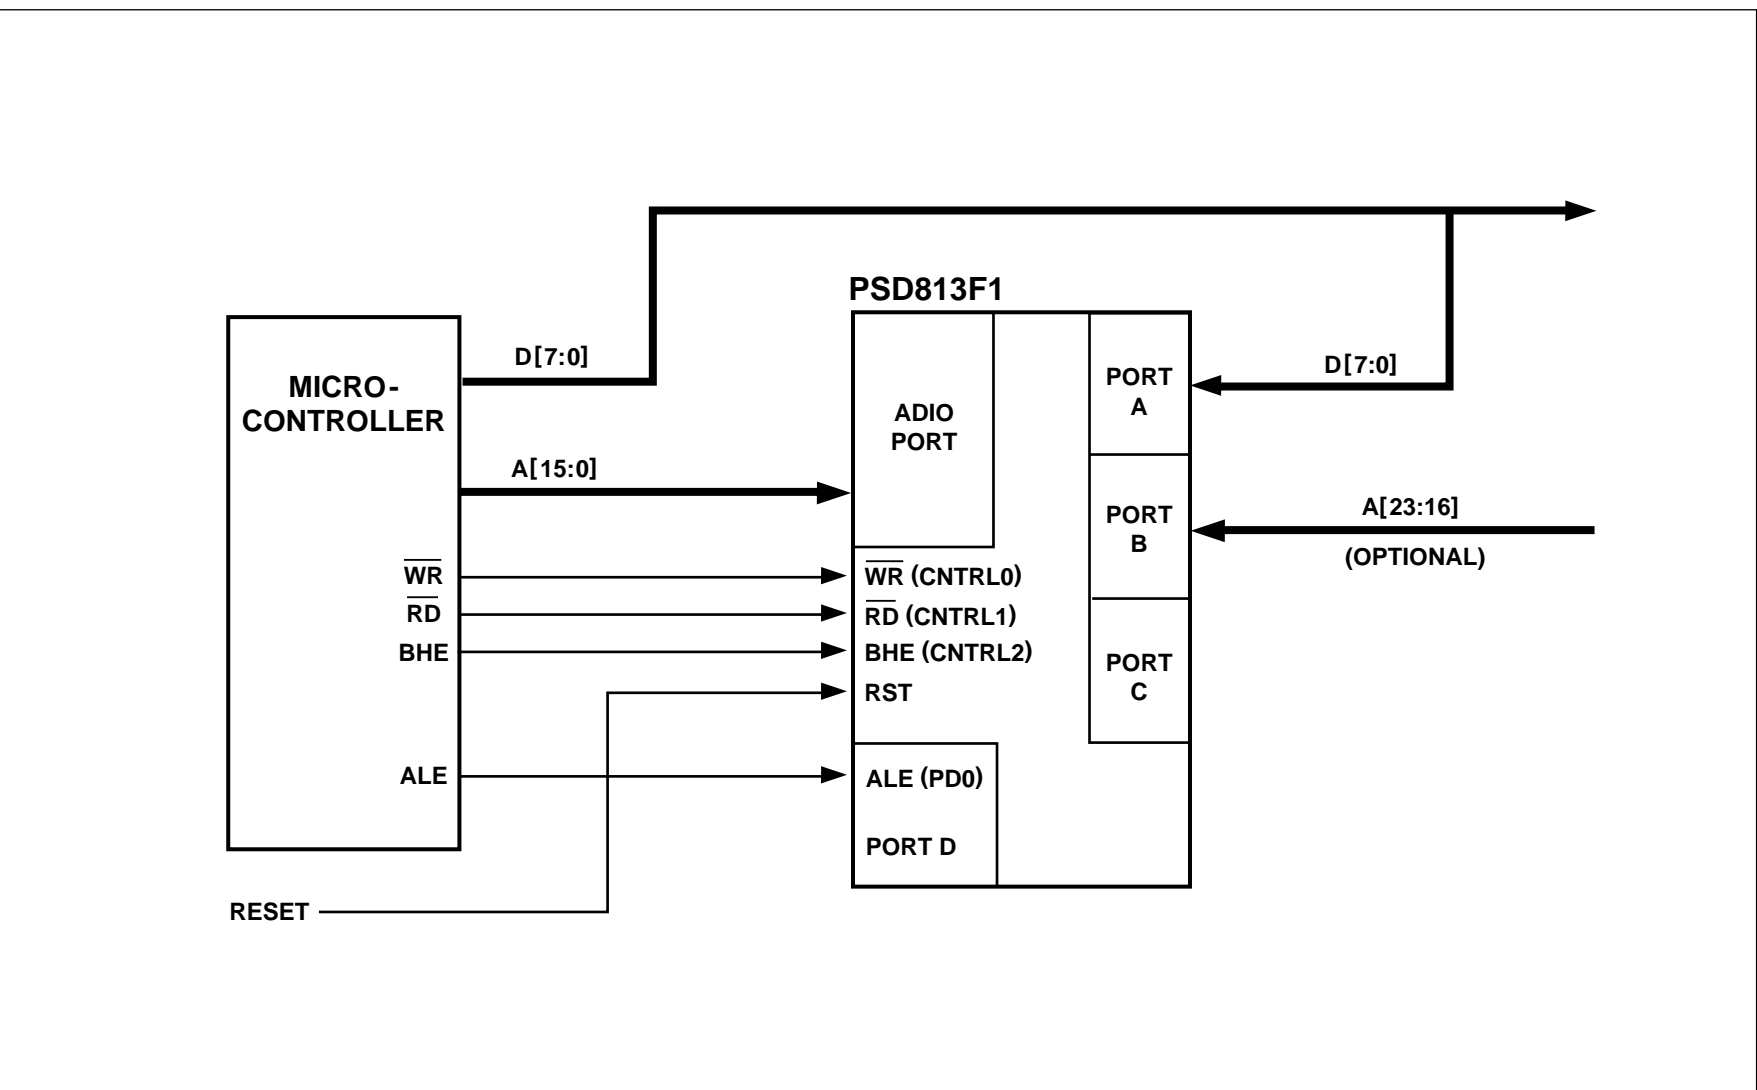 PSD813F1
MICRO-
CONTROLLER
D[7:0]
A[15:0]
WR
RD
BHE
ALE
RESET
ADIO
PORT
WR (CNTRL0)
RD (CNTRL1)
BHE (CNTRL2)
RST
ALE (PD0)
PORT D
PORT
A
PORT
B
PORT
C
D[7:0]
A[23:16]
(OPTIONAL)